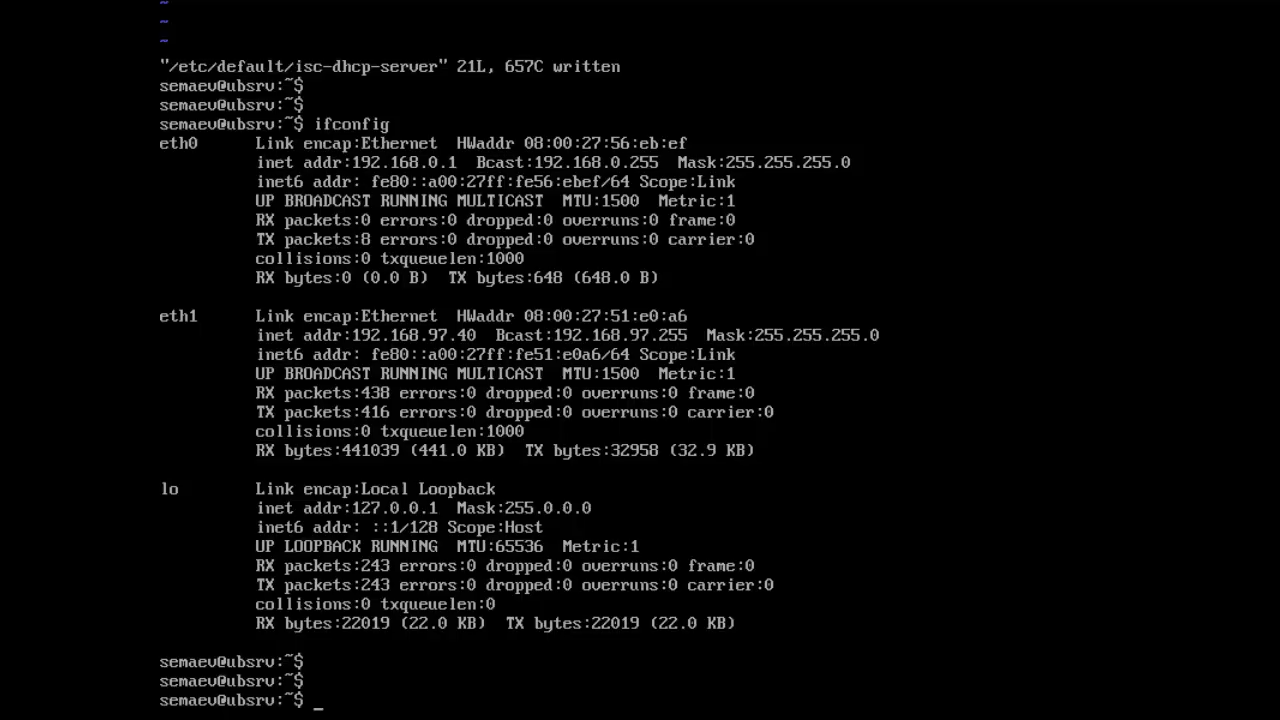 ~
~
~
"/etc/default/isc-dhcp-server" 21L, 657C written
semaev@ubsrv:~$
semaev@ubsrv:~$
semaev@ubsrv:~$ ifconfig
eth0      Link encap:Ethernet  HWaddr 08:00:27:56:eb:ef
          inet addr:192.168.0.1  Bcast:192.168.0.255  Mask:255.255.255.0
          inet6 addr: fe80::a00:27ff:fe56:ebef/64 Scope:Link
          UP BROADCAST RUNNING MULTICAST  MTU:1500  Metric:1
          RX packets:0 errors:0 dropped:0 overruns:0 frame:0
          TX packets:8 errors:0 dropped:0 overruns:0 carrier:0
          collisions:0 txqueuelen:1000
          RX bytes:0 (0.0 B)  TX bytes:648 (648.0 B)

eth1      Link encap:Ethernet  HWaddr 08:00:27:51:e0:a6
          inet addr:192.168.97.40  Bcast:192.168.97.255  Mask:255.255.255.0
          inet6 addr: fe80::a00:27ff:fe51:e0a6/64 Scope:Link
          UP BROADCAST RUNNING MULTICAST  MTU:1500  Metric:1
          RX packets:438 errors:0 dropped:0 overruns:0 frame:0
          TX packets:416 errors:0 dropped:0 overruns:0 carrier:0
          collisions:0 txqueuelen:1000
          RX bytes:441039 (441.0 KB)  TX bytes:32958 (32.9 KB)

lo        Link encap:Local Loopback
          inet addr:127.0.0.1  Mask:255.0.0.0
          inet6 addr: ::1/128 Scope:Host
          UP LOOPBACK RUNNING  MTU:65536  Metric:1
          RX packets:243 errors:0 dropped:0 overruns:0 frame:0
          TX packets:243 errors:0 dropped:0 overruns:0 carrier:0
          collisions:0 txqueuelen:0
          RX bytes:22019 (22.0 KB)  TX bytes:22019 (22.0 KB)

semaev@ubsrv:~$
semaev@ubsrv:~$
semaev@ubsrv:~$ _